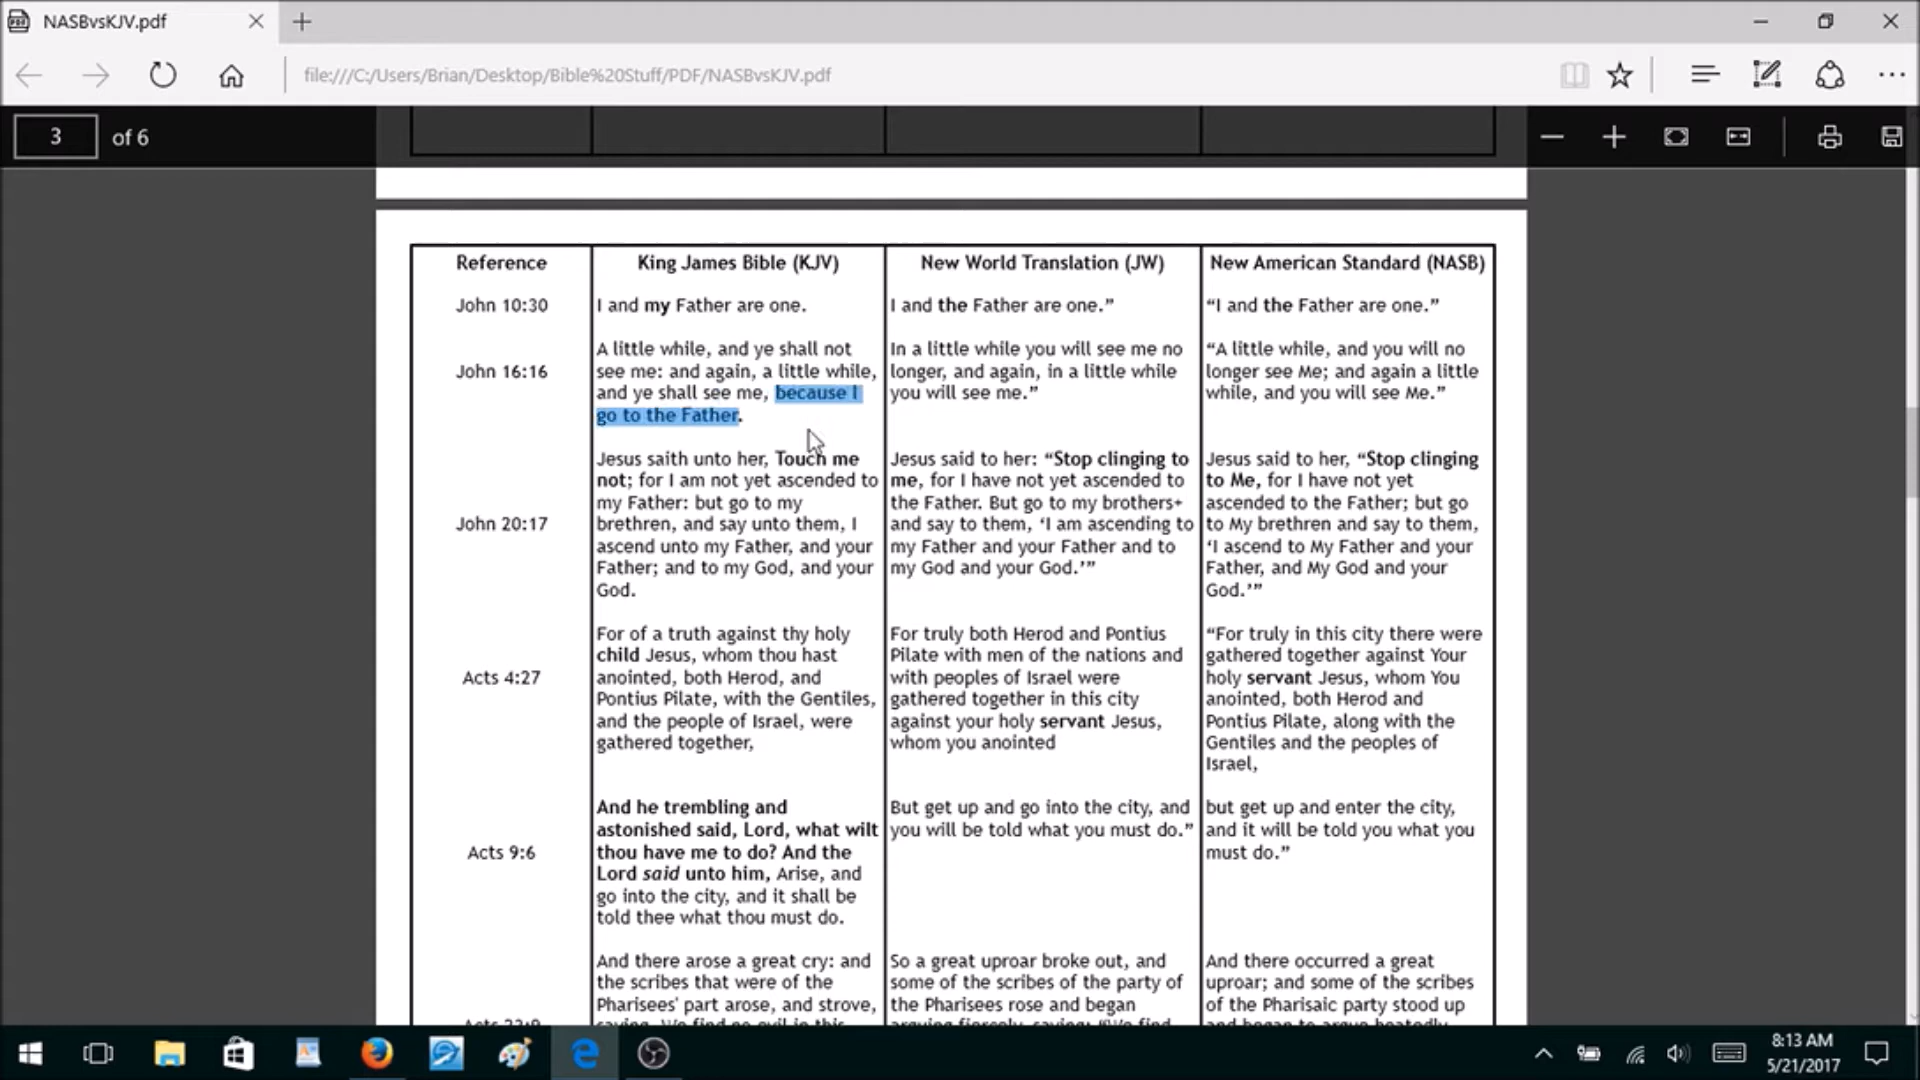 NASBvsKJV.pdf
file:///C:/Users/Brian/Desktop/Bible%20Stuff/PDF/NASBvsKJV.pdf
3 of 6
Reference
King James Bible (KJV)
New World Translation (JW)
New American Standard (NASB)
John 10:30
I and my Father are one.
I and the Father are one.”
“I and the Father are one.”
John 16:16
A little while, and ye shall not
see me: and again, a little while,
and ye shall see me, because I
go to the Father.
In a little while you will see me no
longer, and again, in a little while
you will see me.”
“A little while, and you will no
longer see Me; and again a little
while, and you will see Me.”
John 20:17
Jesus saith unto her, Touch me
not; for I am not yet ascended to
my Father: but go to my
brethren, and say unto them, I
ascend unto my Father, and your
Father; and to my God, and your
God.
Jesus said to her: “Stop clinging to
me, for I have not yet ascended to
the Father. But go to my brothers+
and say to them, ‘I am ascending to
my Father and your Father and to
my God and your God.’”
Jesus said to her, “Stop clinging
to Me, for I have not yet
ascended to the Father; but go
to My brethren and say to them,
‘I ascend to My Father and your
Father, and My God and your
God.’”
Acts 4:27
For of a truth against thy holy
child Jesus, whom thou hast
anointed, both Herod, and
Pontius Pilate, with the Gentiles,
and the people of Israel, were
gathered together,
For truly both Herod and Pontius
Pilate with men of the nations and
with peoples of Israel were
gathered together in this city
against your holy servant Jesus,
whom you anointed
“For truly in this city there were
gathered together against Your
holy servant Jesus, whom You
anointed, both Herod and
Pontius Pilate, along with the
Gentiles and the peoples of
Israel,
Acts 9:6
And he trembling and
astonished said, Lord, what wilt
thou have me to do? And the
Lord said unto him, Arise, and
go into the city, and it shall be
told thee what thou must do.
But get up and go into the city, and
you will be told what you must do.”
but get up and enter the city,
and it will be told you what you
must do.”
And there arose a great cry: and
the scribes that were of the
Pharisees' part arose, and strove,
So a great uproar broke out, and
some of the scribes of the party of
the Pharisees rose and began
And there occurred a great
uproar; and some of the scribes
of the Pharisaic party stood up
8:13 AM
5/21/2017